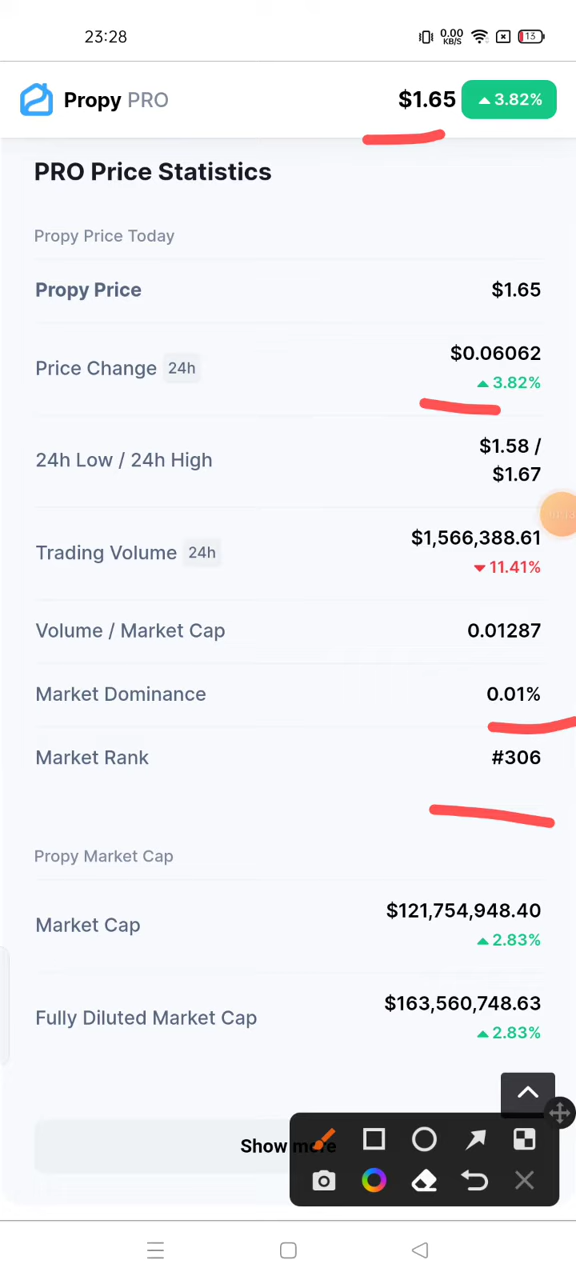 23:28
0.00 KB/S
13
Propy PRO $1.65 3.82%
PRO Price Statistics
Propy Price Today
Propy Price $1.65
Price Change 24h $0.06062
3.82%
24h Low / 24h High $1.58 /
$1.67
Trading Volume 24h $1,566,388.61
11.41%
Volume / Market Cap 0.01287
Market Dominance 0.01%
Market Rank #306
Propy Market Cap
Market Cap $121,754,948.40
2.83%
Fully Diluted Market Cap $163,560,748.63
2.83%
Show more